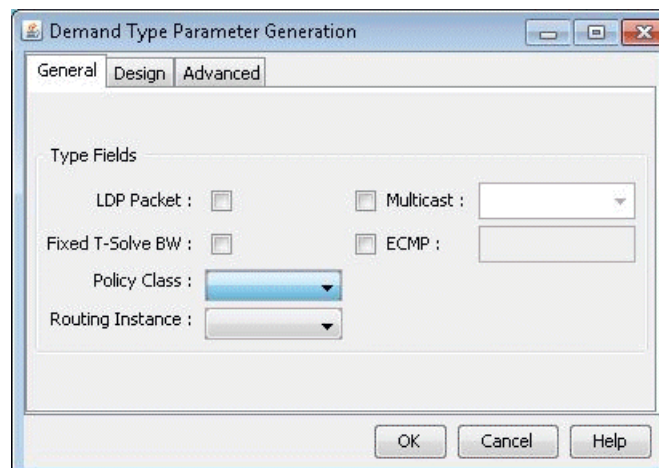 Demand Type Parameter Generation
General Design Advanced
Type Fields
LDP Packet : Multicast :
Fixed T-Solve BW : ECMP :
Policy Class :
Routing Instance :
OK Cancel Help